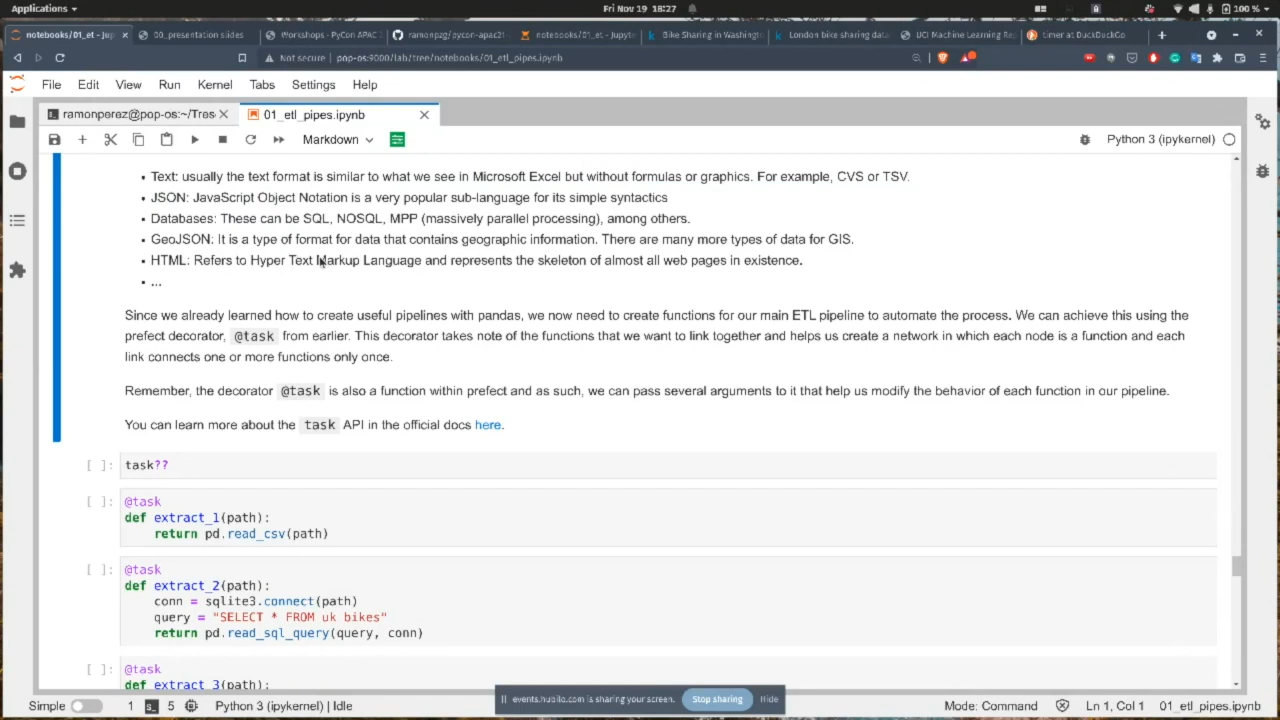 Applications
Fri Nov 19 18:27
100 %
notebooks/01_et - Jup
00_presentation slides
Workshops - PyCon APAC
ramonpzg/pycon-apac21
notebooks/01_et - Jupyte
Bike Sharing in Washingto
London bike sharing data
UCI Machine Learning Rep
timer at DuckDuckGo
Not secure | pop-os:9000/lab/tree/notebooks/01_etl_pipes.ipynb
File Edit View Run Kernel Tabs Settings Help
ramonperez@pop-os:~/Tres
01_etl_pipes.ipynb
Markdown
Python 3 (ipykernel)
• Text: usually the text format is similar to what we see in Microsoft Excel but without formulas or graphics. For example, CVS or TSV.
• JSON: JavaScript Object Notation is a very popular sub-language for its simple syntactics
• Databases: These can be SQL, NOSQL, MPP (massively parallel processing), among others.
• GeoJSON: It is a type of format for data that contains geographic information. There are many more types of data for GIS.
• HTML: Refers to Hyper Text Markup Language and represents the skeleton of almost all web pages in existence.
• ...
Since we already learned how to create useful pipelines with pandas, we now need to create functions for our main ETL pipeline to automate the process. We can achieve this using the
prefect decorator, @task from earlier. This decorator takes note of the functions that we want to link together and helps us create a network in which each node is a function and each
link connects one or more functions only once.
Remember, the decorator @task is also a function within prefect and as such, we can pass several arguments to it that help us modify the behavior of each function in our pipeline.
You can learn more about the task API in the official docs here.
[ ]: task??
[ ]: @task
def extract_1(path):
return pd.read_csv(path)
[ ]: @task
def extract_2(path):
conn = sqlite3.connect(path)
query = "SELECT * FROM uk bikes"
return pd.read_sql_query(query, conn)
[ ]: @task
def extract_3(path):
events.hubilo.com is sharing your screen. Stop sharing Hide
Simple 1 5 Python 3 (ipykernel) | Idle Mode: Command Ln 1, Col 1 01_etl_pipes.ipynb